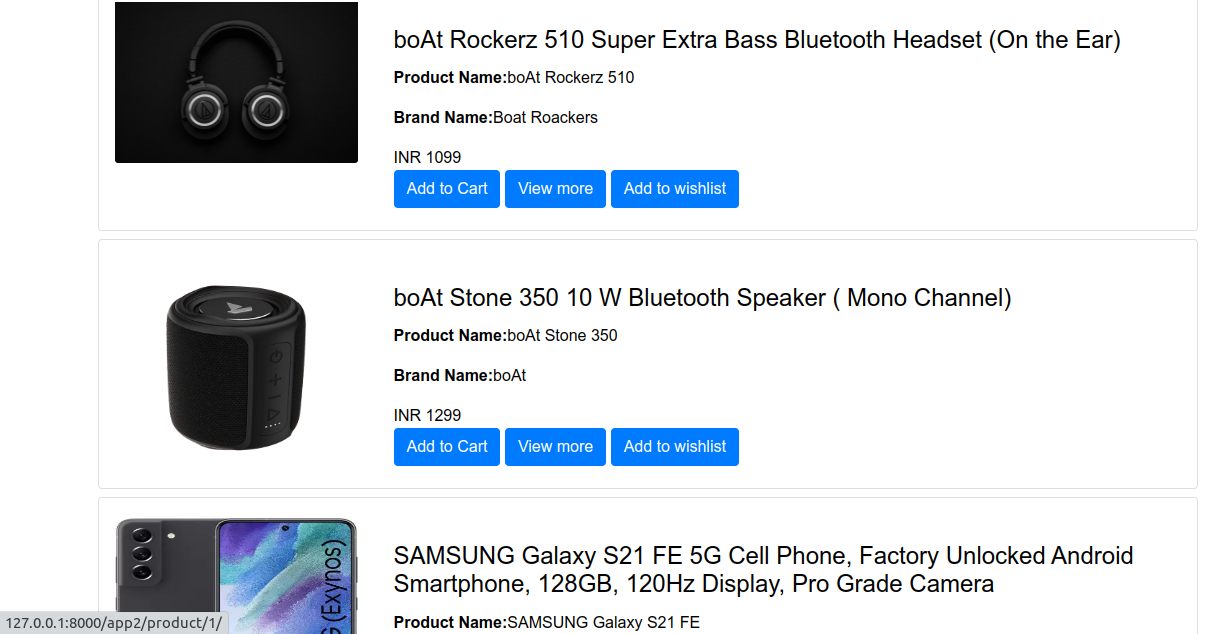 boAt Rockerz 510 Super Extra Bass Bluetooth Headset (On the Ear)
Product Name:boAt Rockerz 510
Brand Name:Boat Roackers
INR 1099
Add to Cart View more Add to wishlist
boAt Stone 350 10 W Bluetooth Speaker ( Mono Channel)
Product Name:boAt Stone 350
Brand Name:boAt
INR 1299
Add to Cart View more Add to wishlist
SAMSUNG Galaxy S21 FE 5G Cell Phone, Factory Unlocked Android
Smartphone, 128GB, 120Hz Display, Pro Grade Camera
G (Exynos)
Product Name:SAMSUNG Galaxy S21 FE
127.0.0.1:8000/app2/product/1/